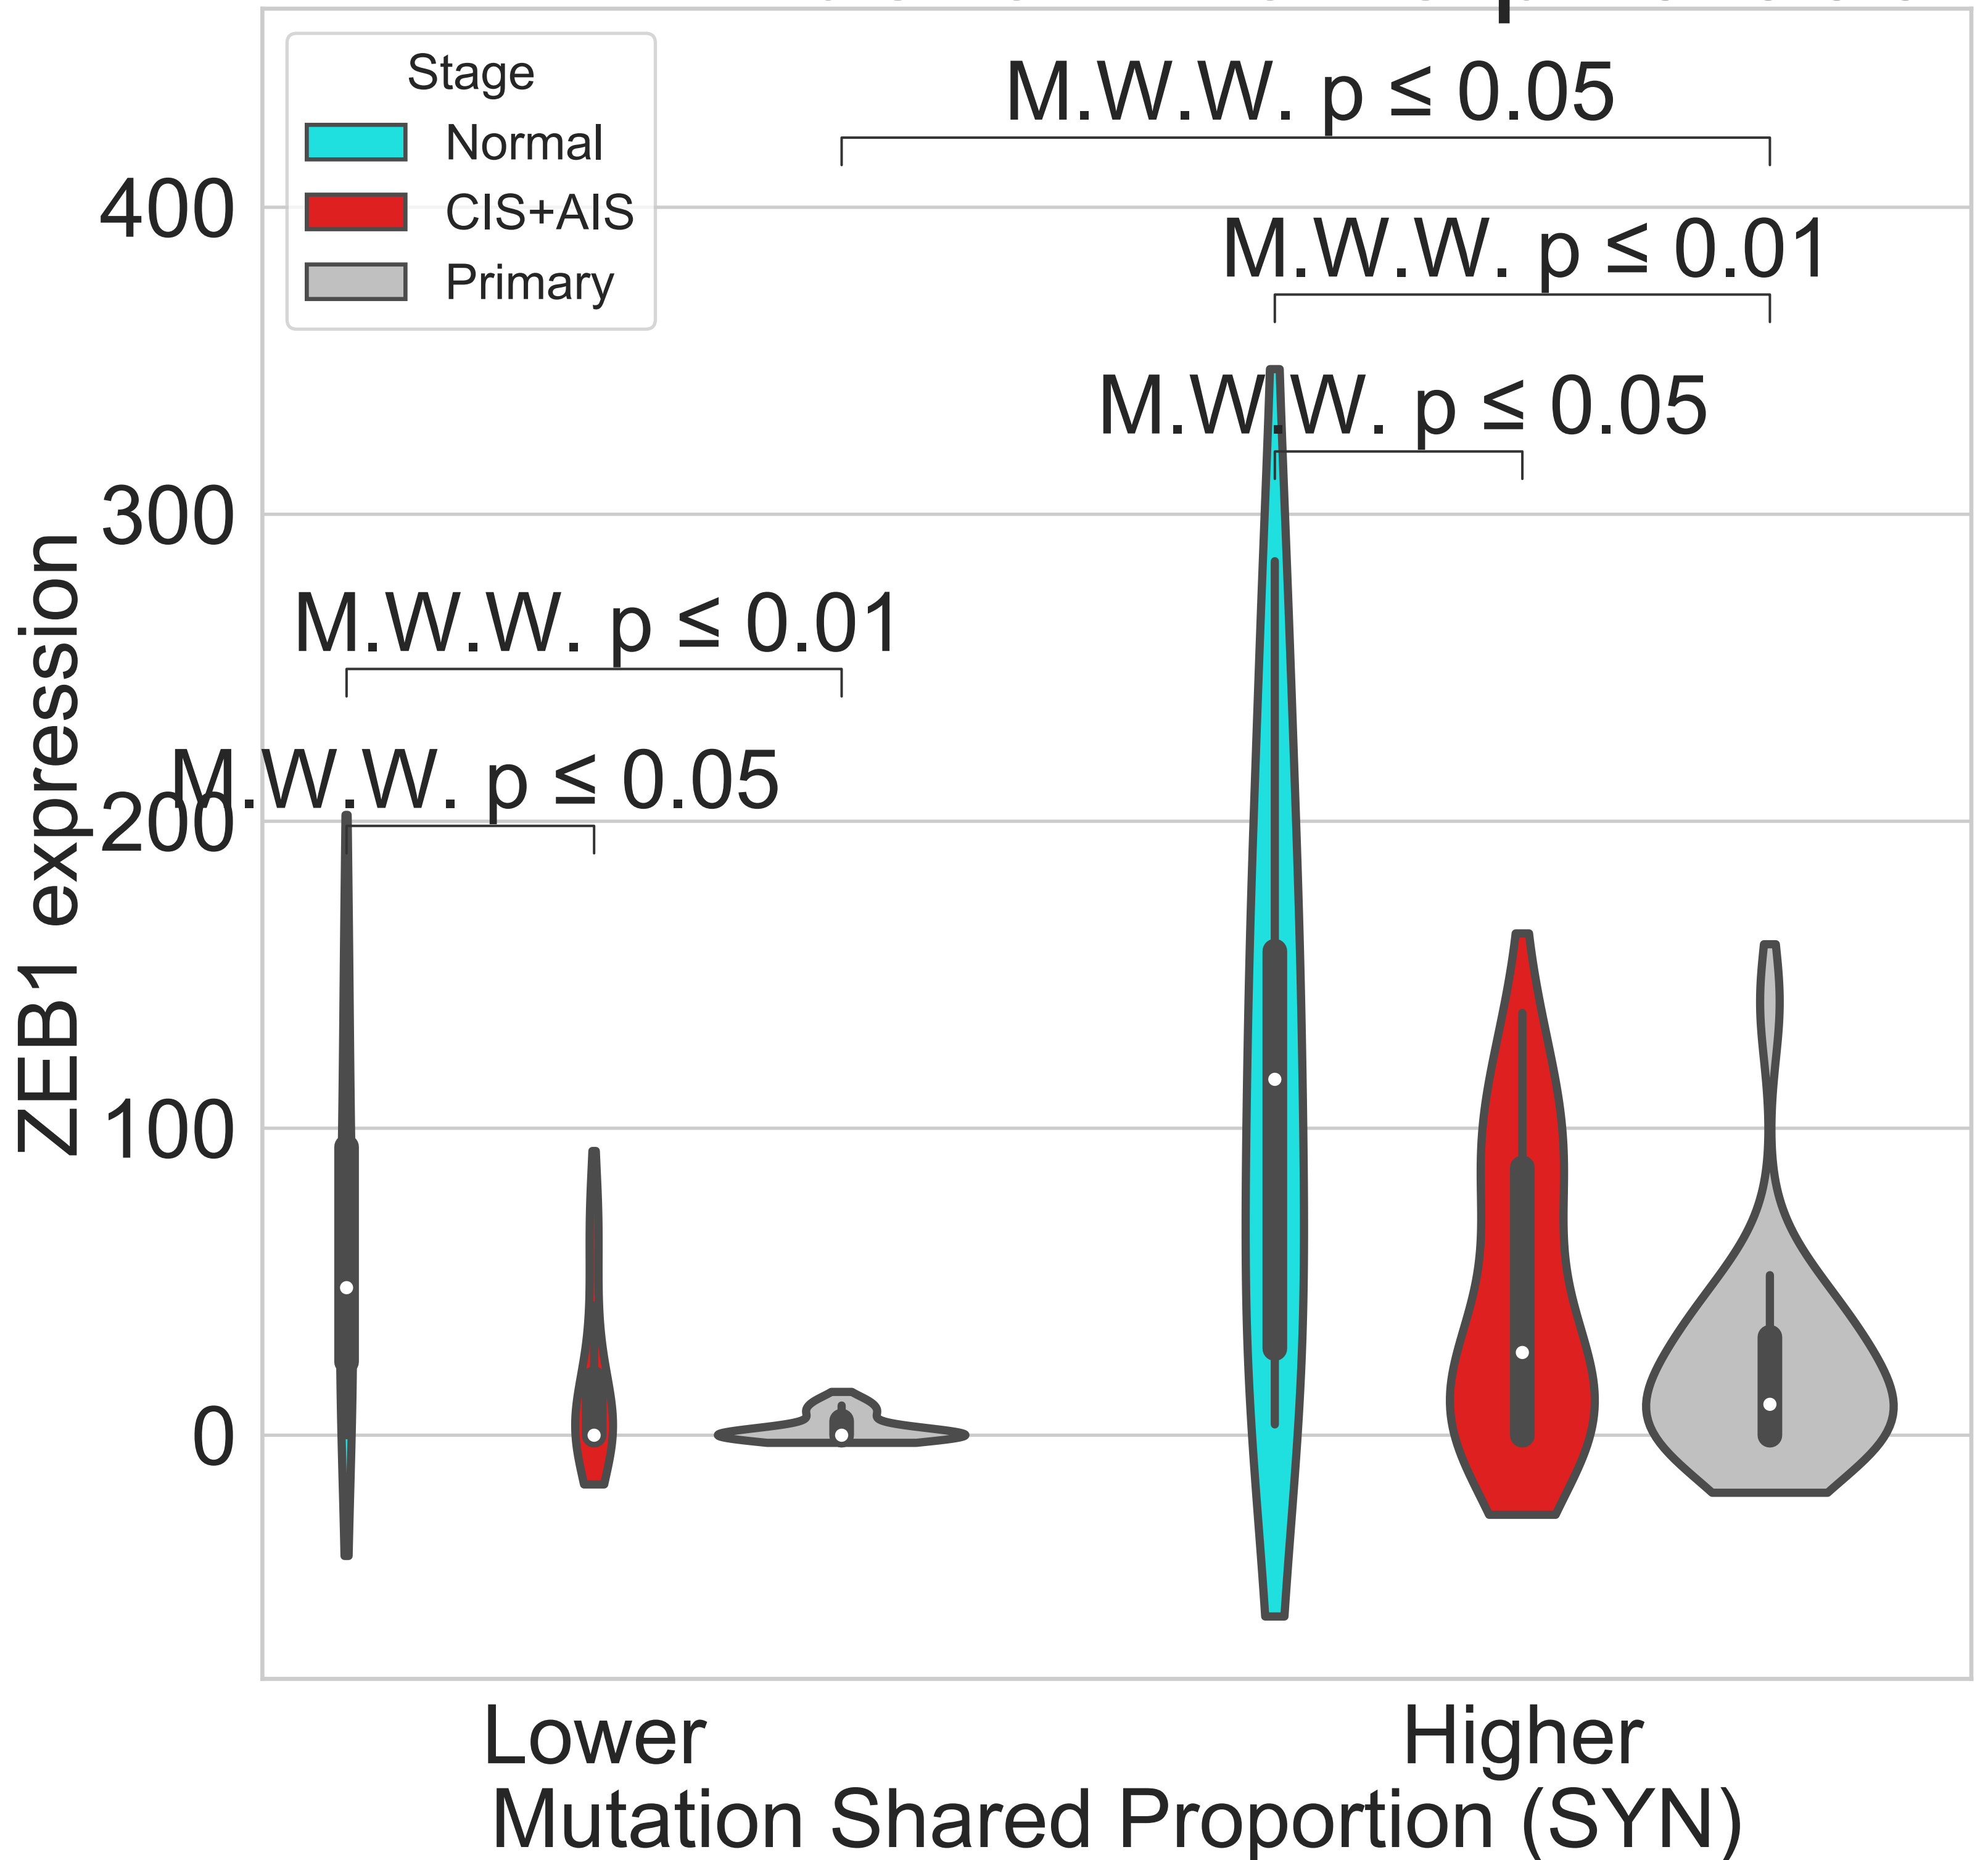 Stage
Normal
CIS+AIS
Primary
M.W.W. p ≤ 0.05
M.W.W. p ≤ 0.01
M.W.W. p ≤ 0.05
M.W.W. p ≤ 0.01
M.W.W. p ≤ 0.05
400
300
200
100
0
ZEB1 expression
Lower
Higher
Mutation Shared Proportion (SYN)